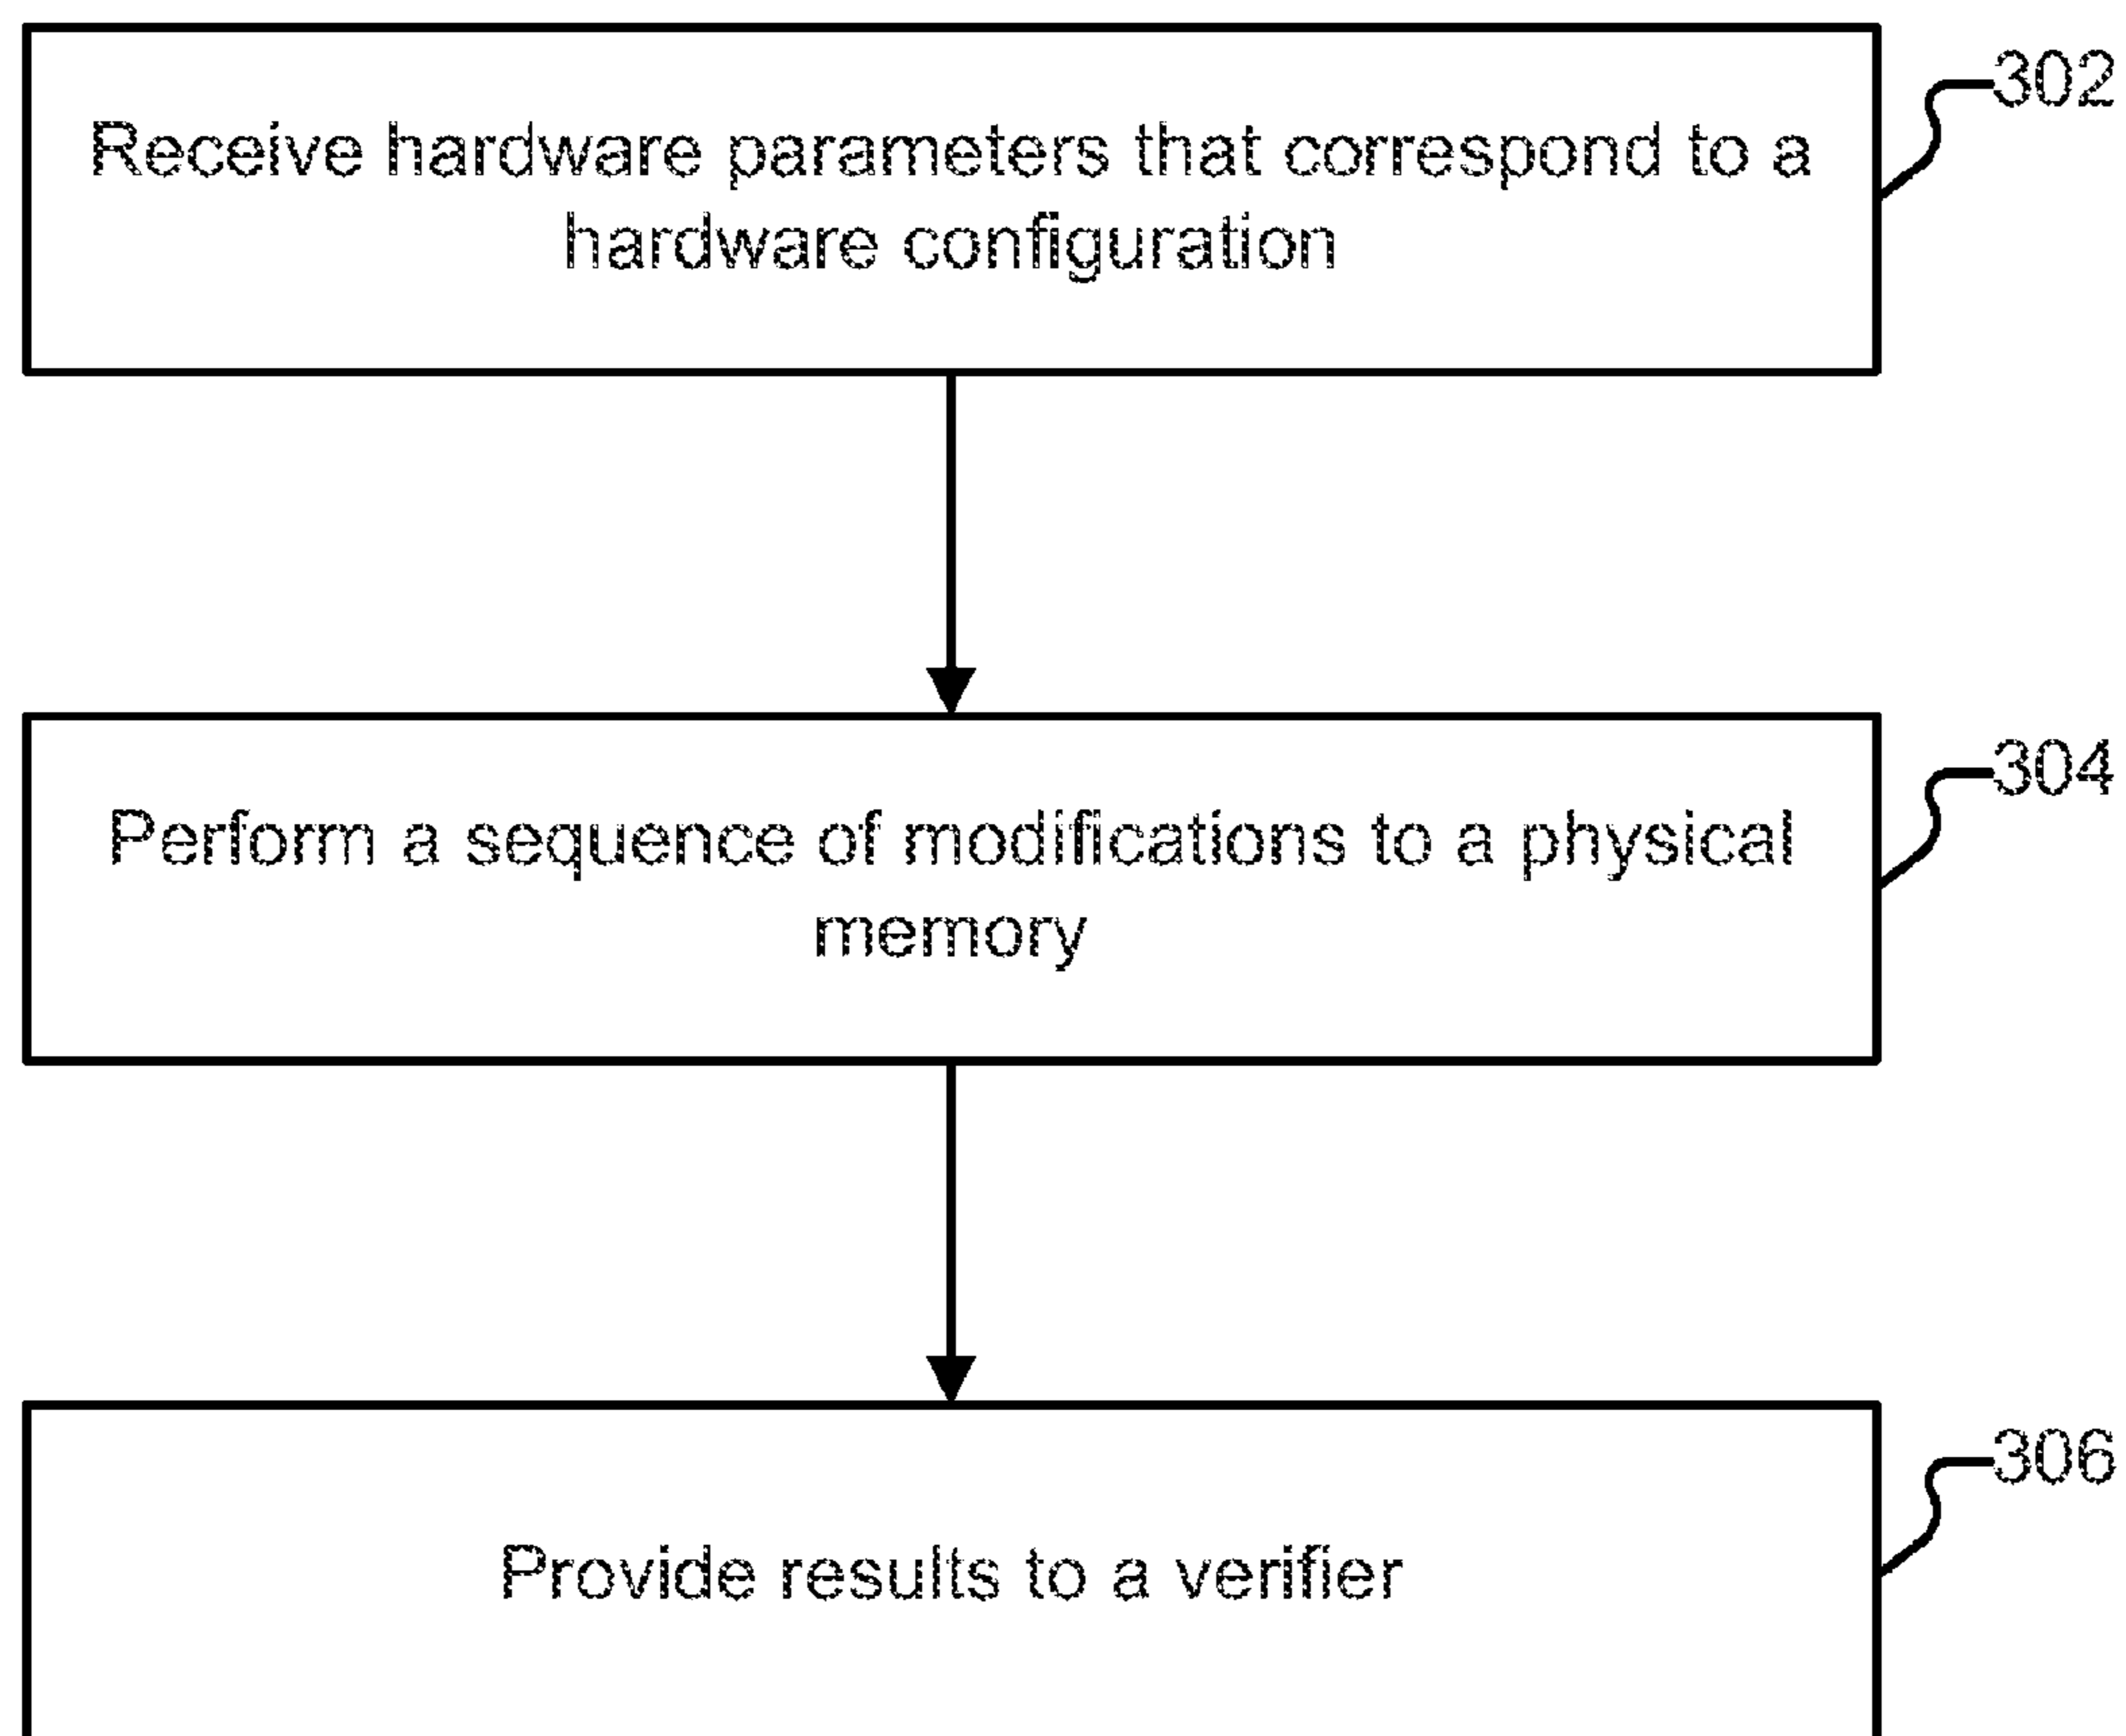 302
Receive hardware parameters that correspond to a
hardware configuration
304
Perform a sequence of modifications to a physical
memory
306
Provide results to a verifier